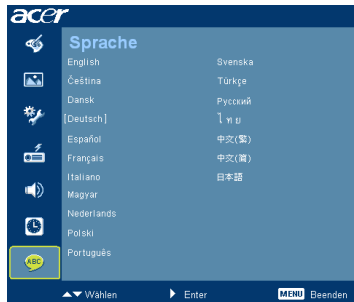 acer
Sprache
English
Čeština
Dansk
[Deutsch]
Español
Français
Italiano
Magyar
Nederlands
Polski
Português
Svenska
Türkçe
Русский
ไทย
中文(繁)
中文(简)
日本語
ABC
Wählen
Enter
MENU Beenden